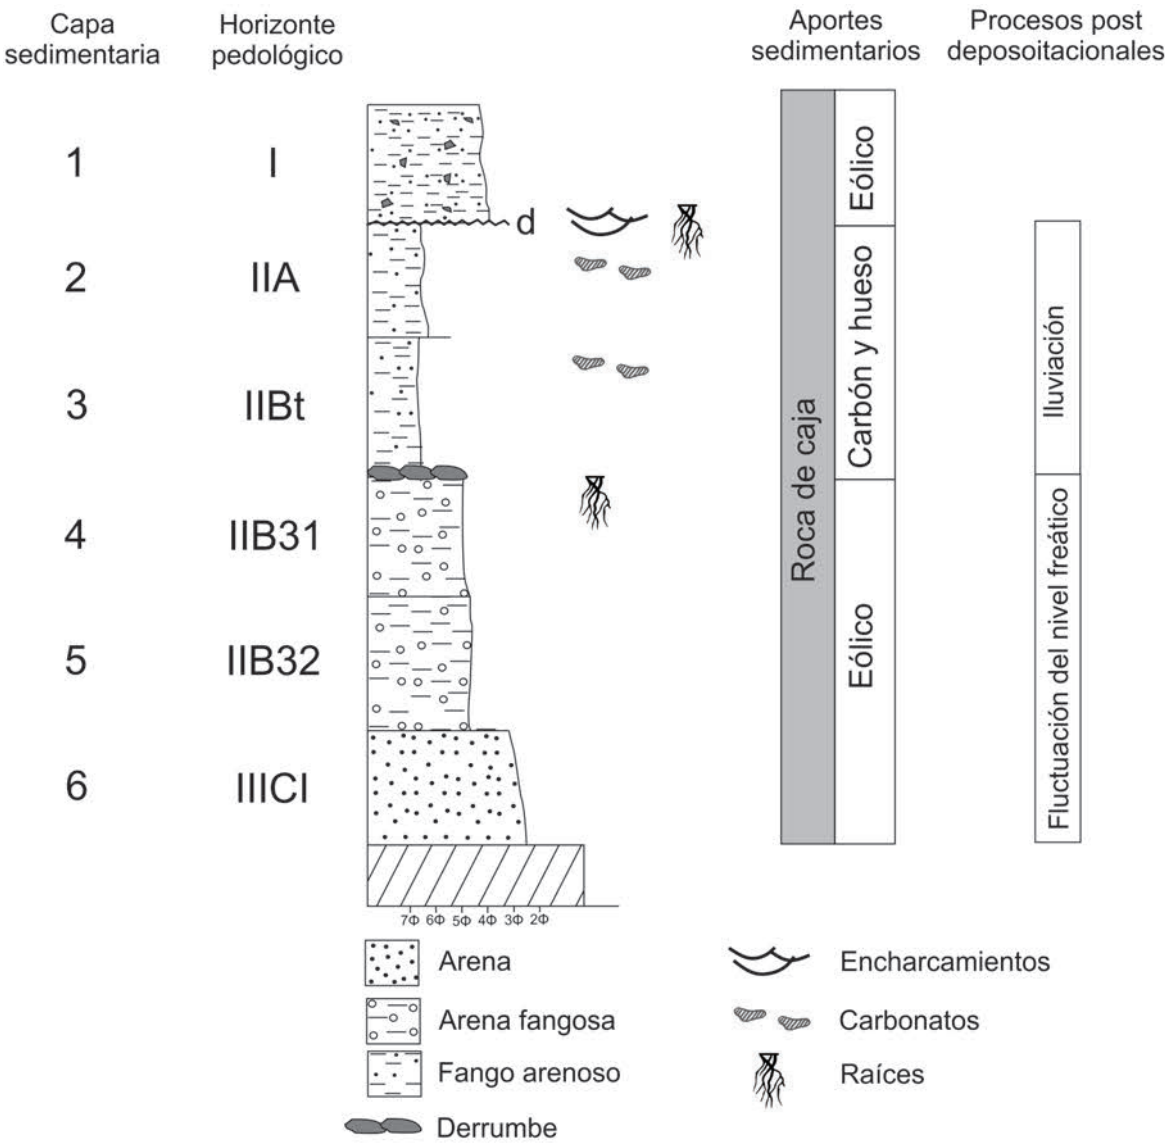 Capa
sedimentaria
Horizonte
pedológico
Aportes
sedimentarios
Procesos post
deposoitacionales
1
I
2
IIA
3
IIBt
4
IIB31
5
IIB32
6
IIICI
d
Roca de caja
Eólico
Carbón y hueso
Eólico
Iluviación
Fluctuación del nivel freático
7Φ 6Φ 5Φ 4Φ 3Φ 2Φ
Arena
Arena fangosa
Fango arenoso
Derrumbe
Encharcamientos
Carbonatos
Raíces